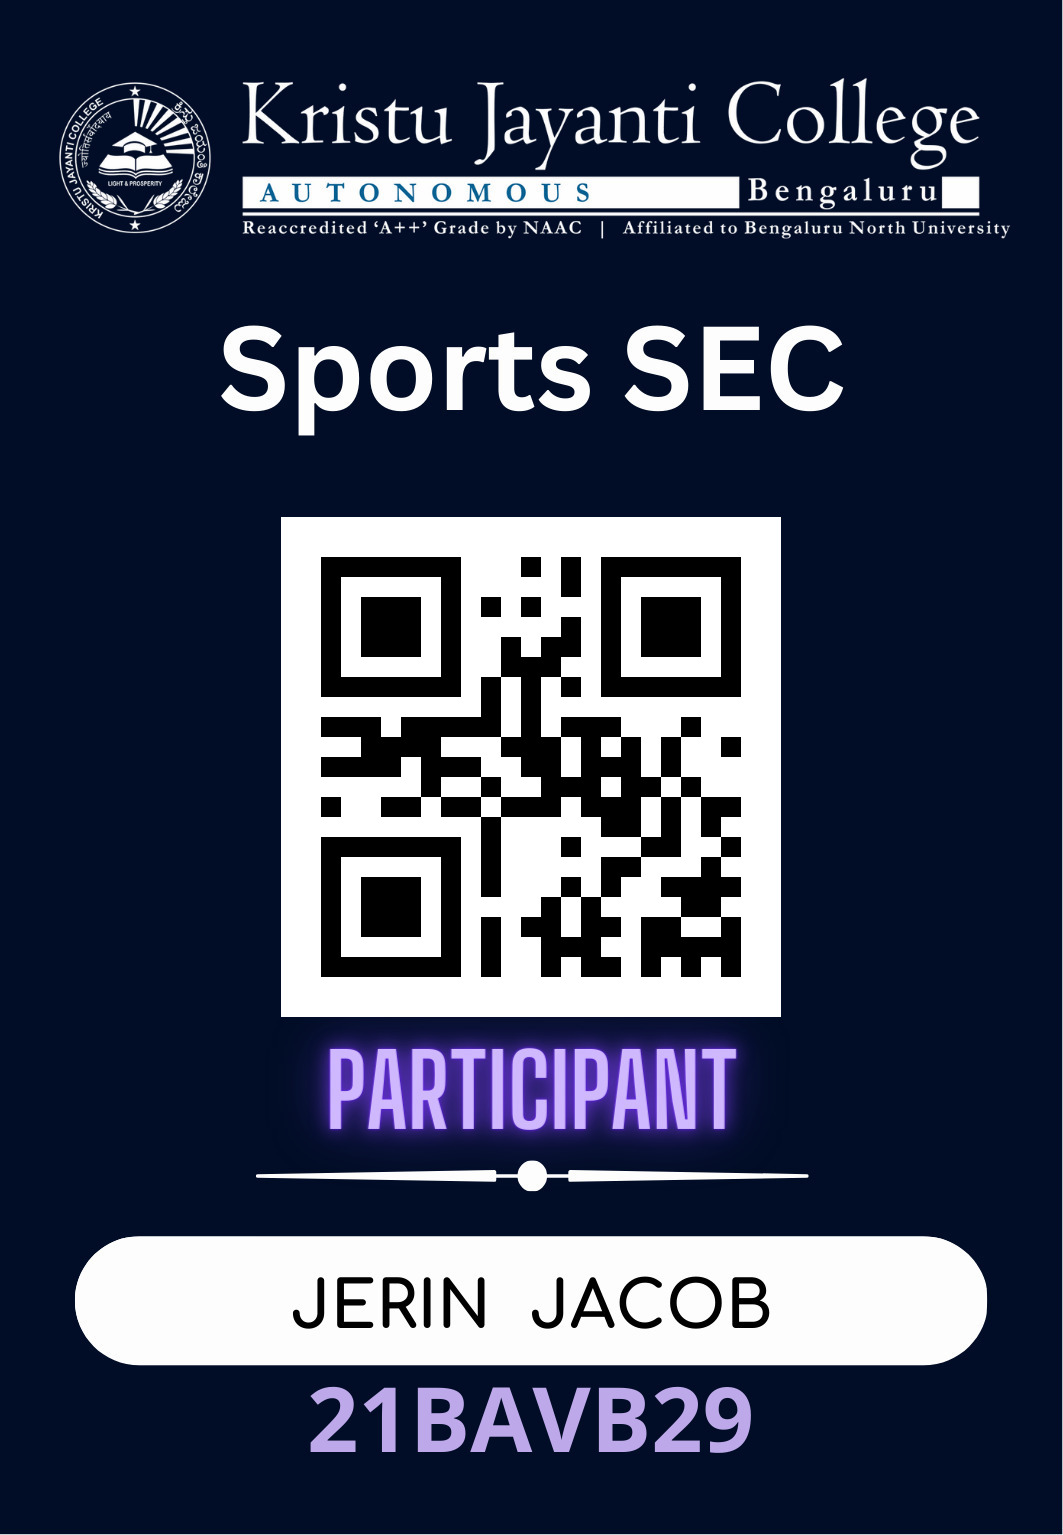 KRISTU JAYANTI COLLEGE
ಕ್ರಿಸ್ತು ಜಯಂತಿ ಕಾಲೇಜು
LIGHT & PROSPERITY
Kristu Jayanti College
AUTONOMOUS Bengaluru
Reaccredited ‘A++’ Grade by NAAC | Affiliated to Bengaluru North University
Sports SEC
PARTICIPANT
JERIN JACOB
21BAVB29